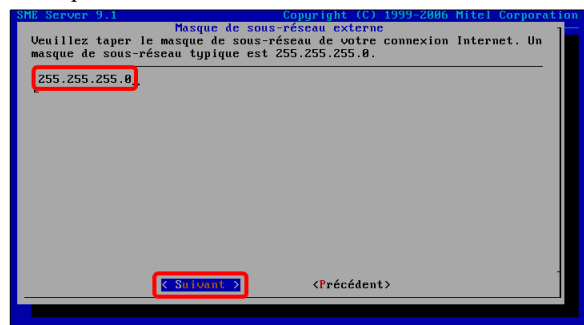 SME Server 9.1 Copyright (C) 1999-2006 Mitel Corporation
Masque de sous-réseau externe
Veuillez taper le masque de sous-réseau de votre connexion Internet. Un
masque de sous-réseau typique est 255.255.255.0.
255.255.255.0
< Suivant > <Précédent>